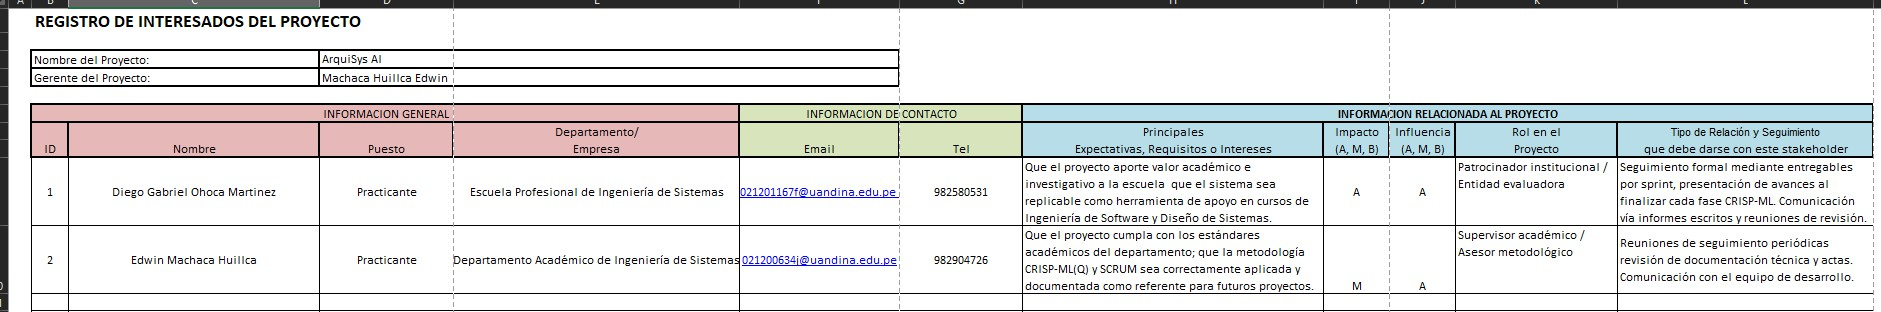 REGISTRO DE INTERESADOS DEL PROYECTO
Nombre del Proyecto: ArquiSys AI
Gerente del Proyecto: Machaca Huillca Edwin
INFORMACION GENERAL INFORMACION DE CONTACTO INFORMACION RELACIONADA AL PROYECTO
ID
Nombre
Puesto
Departamento/
Empresa
Email
Tel
Principales
Expectativas, Requisitos o Intereses
Impacto
(A, M, B)
Influencia
(A, M, B)
Rol en el
Proyecto
Tipo de Relación y Seguimiento
que debe darse con este stakeholder
1
Diego Gabriel Ohoca Martinez
Practicante
Escuela Profesional de Ingeniería de Sistemas
021201167f@uandina.edu.pe
982580531
Que el proyecto aporte valor académico e
investigativo a la escuela que el sistema sea
replicable como herramienta de apoyo en cursos de
Ingeniería de Software y Diseño de Sistemas.
A
A
Patrocinador institucional /
Entidad evaluadora
Seguimiento formal mediante entregables
por sprint, presentación de avances al
finalizar cada fase CRISP-ML. Comunicación
vía informes escritos y reuniones de revisión.
2
Edwin Machaca Huillca
Practicante
Departamento Académico de Ingeniería de Sistemas
021200634j@uandina.edu.pe
982904726
Que el proyecto cumpla con los estándares
académicos del departamento; que la metodología
CRISP-ML(Q) y SCRUM sea correctamente aplicada y
documentada como referente para futuros proyectos.
M
A
Supervisor académico /
Asesor metodológico
Reuniones de seguimiento periódicas
revisión de documentación técnica y actas.
Comunicación con el equipo de desarrollo.